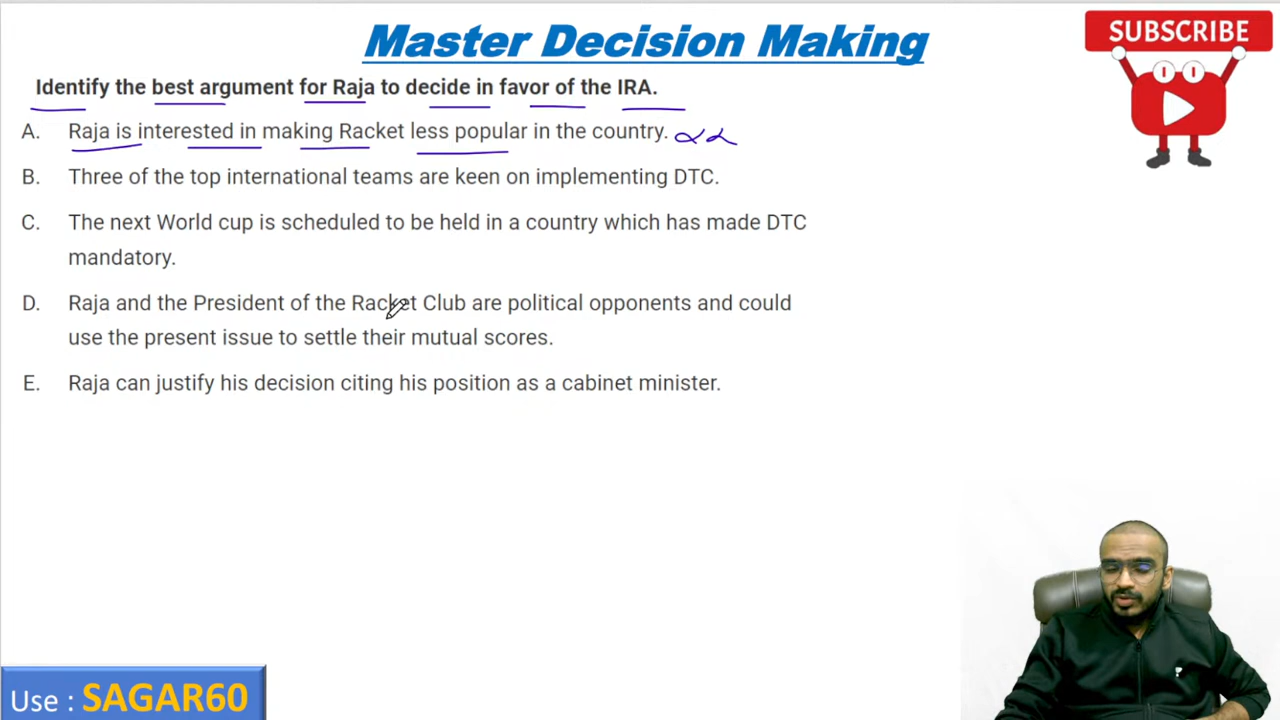 Master Decision Making
SUBSCRIBE
Identify the best argument for Raja to decide in favor of the IRA.
A. Raja is interested in making Racket less popular in the country.
B. Three of the top international teams are keen on implementing DTC.
C. The next World cup is scheduled to be held in a country which has made DTC
mandatory.
D. Raja and the President of the Racket Club are political opponents and could
use the present issue to settle their mutual scores.
E. Raja can justify his decision citing his position as a cabinet minister.
Use : SAGAR60